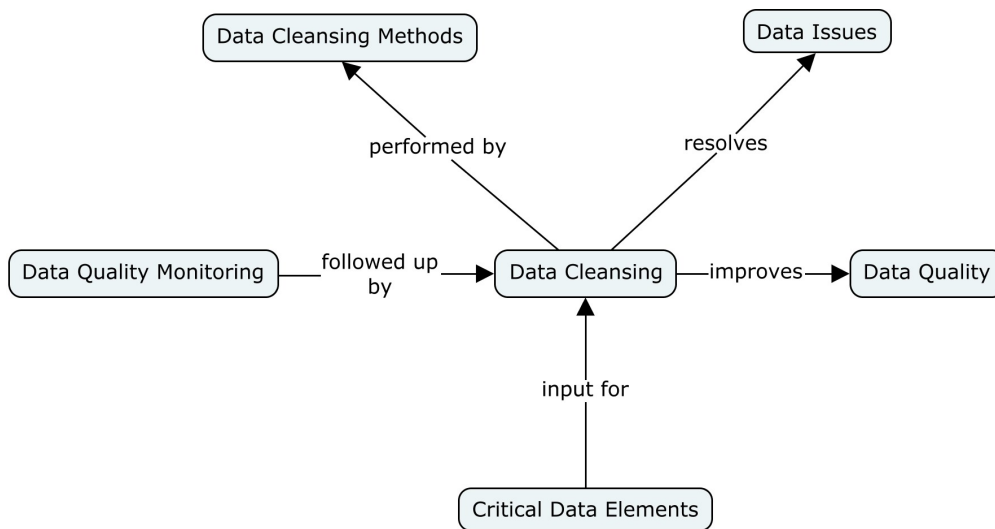 Data Cleansing Methods
Data Issues
performed by
resolves
Data Quality Monitoring
followed up
by
Data Cleansing
improves
Data Quality
input for
Critical Data Elements